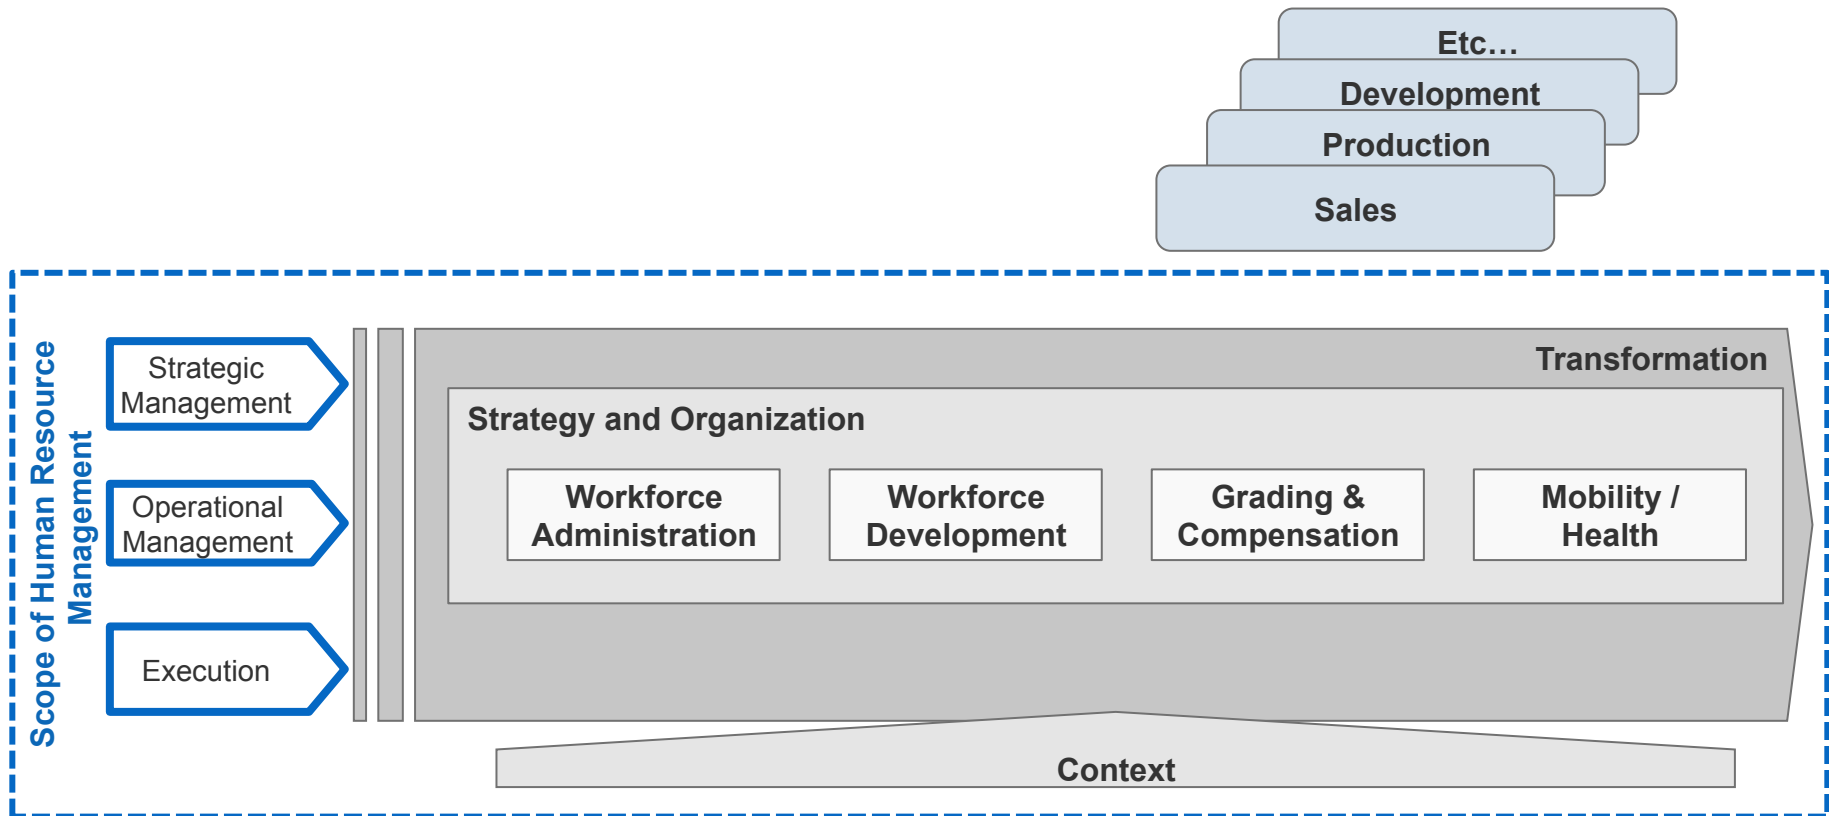 Etc…
Development
Production
Sales
Scope of Human Resource
Management
Strategic
Management
Operational
Management
Execution
Transformation
Strategy and Organization
Workforce
Administration
Workforce
Development
Grading &
Compensation
Mobility /
Health
Context